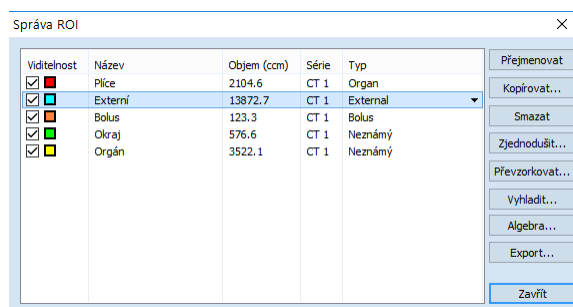 Správa ROI
Viditelnost Název Objem (ccm) Série Typ
Plíce 2104.6 CT 1 Organ
Externí 13872.7 CT 1 External
Bolus 123.3 CT 1 Bolus
Okraj 576.6 CT 1 Neznámý
Orgán 3522.1 CT 1 Neznámý
Přejmenovat
Kopírovat...
Smazat
Zjednodušit...
Převzorkovat...
Vyhladit...
Algebra...
Export...
Zavřít